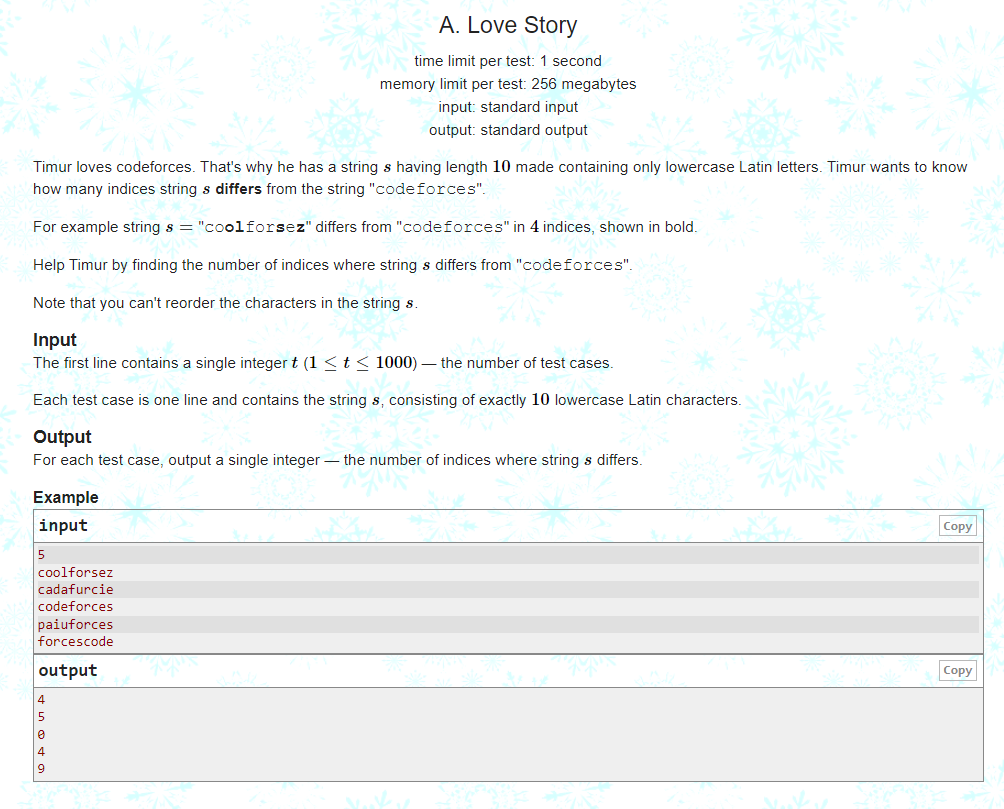 A. Love Story
time limit per test: 1 second
memory limit per test: 256 megabytes
input: standard input
output: standard output
Timur loves codeforces. That's why he has a string s having length 10 made containing only lowercase Latin letters. Timur wants to know
how many indices string s differs from the string "codeforces".
For example string s = "coolforsez" differs from "codeforces" in 4 indices, shown in bold.
Help Timur by finding the number of indices where string s differs from "codeforces".
Note that you can't reorder the characters in the string s.
Input
The first line contains a single integer t (1 ≤ t ≤ 1000) — the number of test cases.
Each test case is one line and contains the string s, consisting of exactly 10 lowercase Latin characters.
Output
For each test case, output a single integer — the number of indices where string s differs.
Example
input Copy
5
coolforsez
cadafurcie
codeforces
paiuforces
forcescode
output Copy
4
5
0
4
9